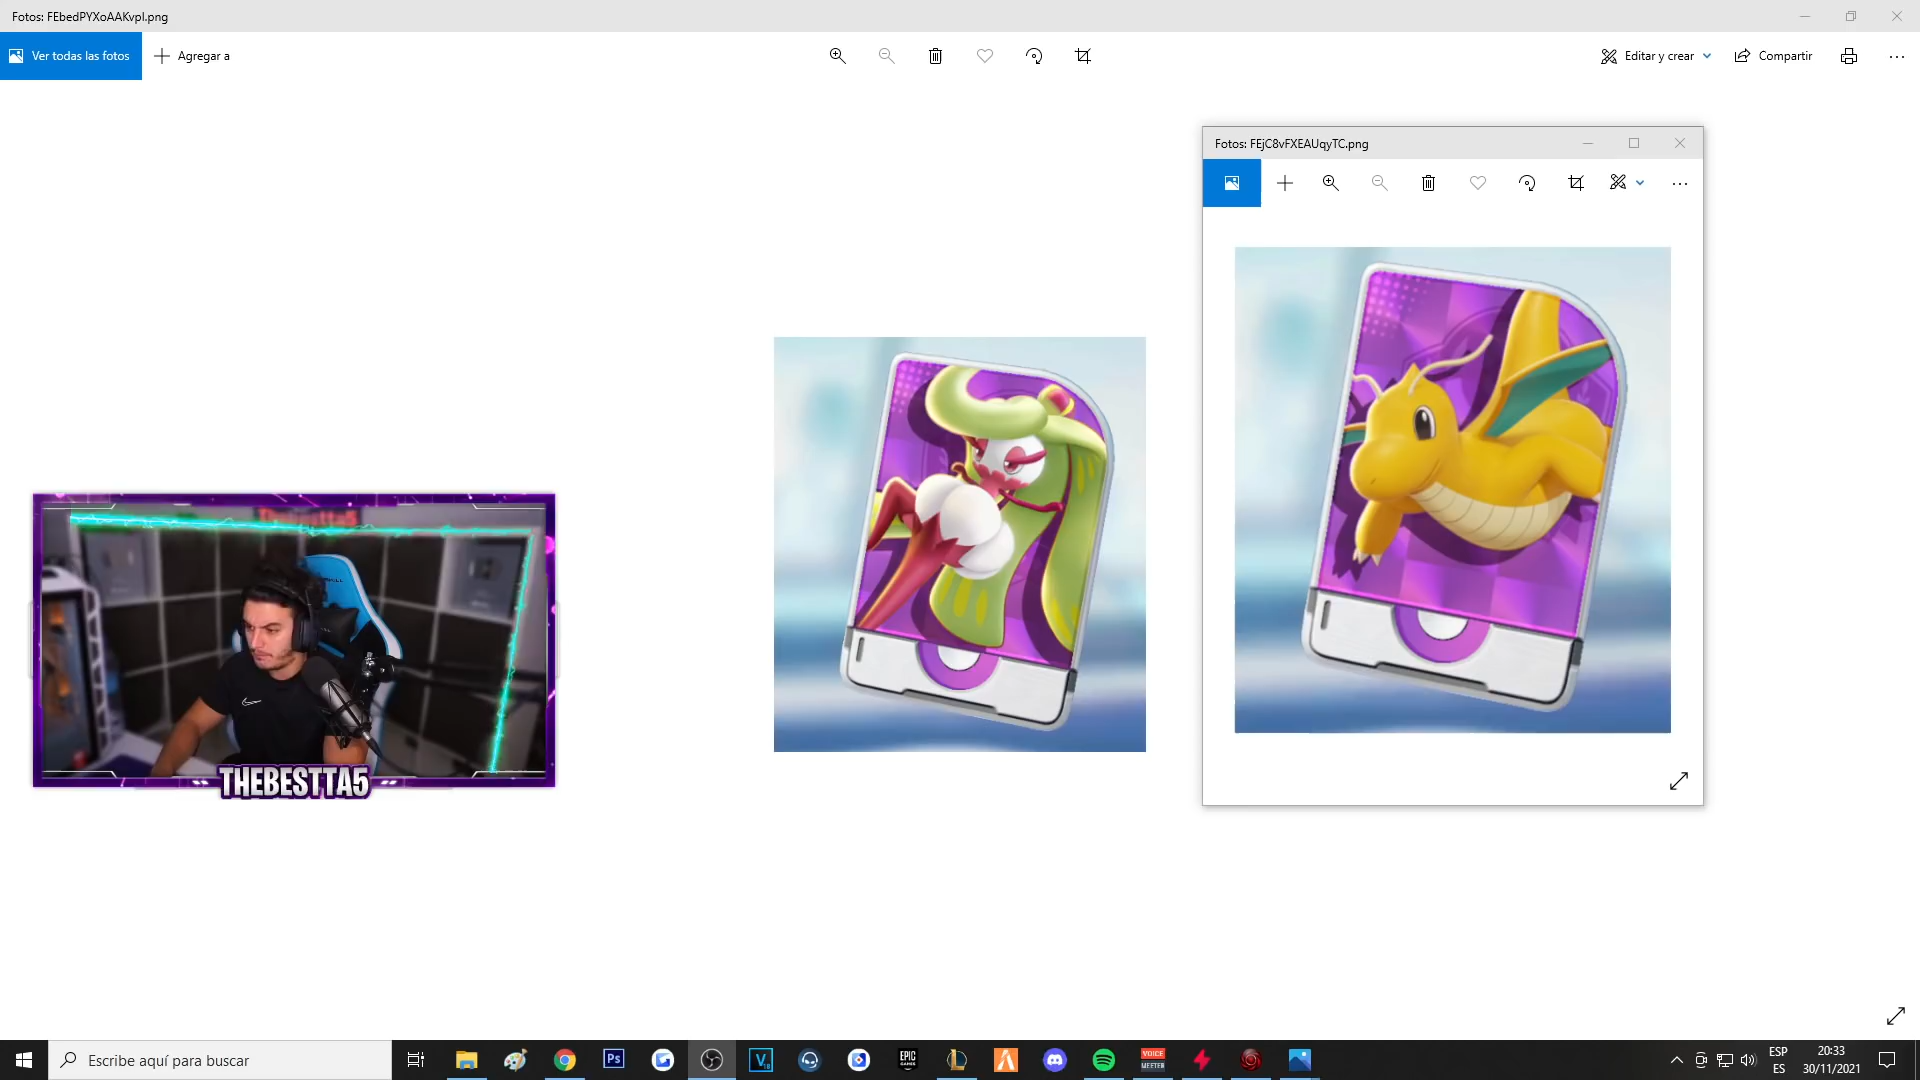 Fotos: FEbedPYXoAAKvpl.png
Ver todas las fotos
Agregar a
Editar y crear
Compartir
Fotos: FEjC8vFXEAUqyTC.png
THEBESTTA5
Escribe aquí para buscar
Ps
V
EPIC
GAMES
VOICE
MEETER
ESP
ES
20:33
30/11/2021